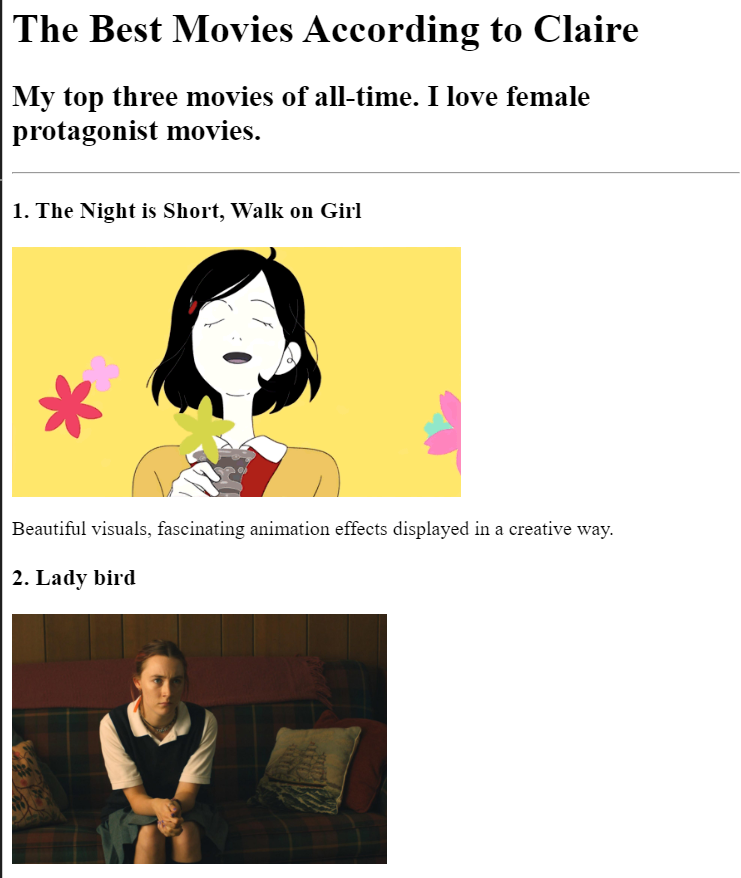 The Best Movies According to Claire
My top three movies of all-time. I love female
protagonist movies.
1. The Night is Short, Walk on Girl
Beautiful visuals, fascinating animation effects displayed in a creative way.
2. Lady bird